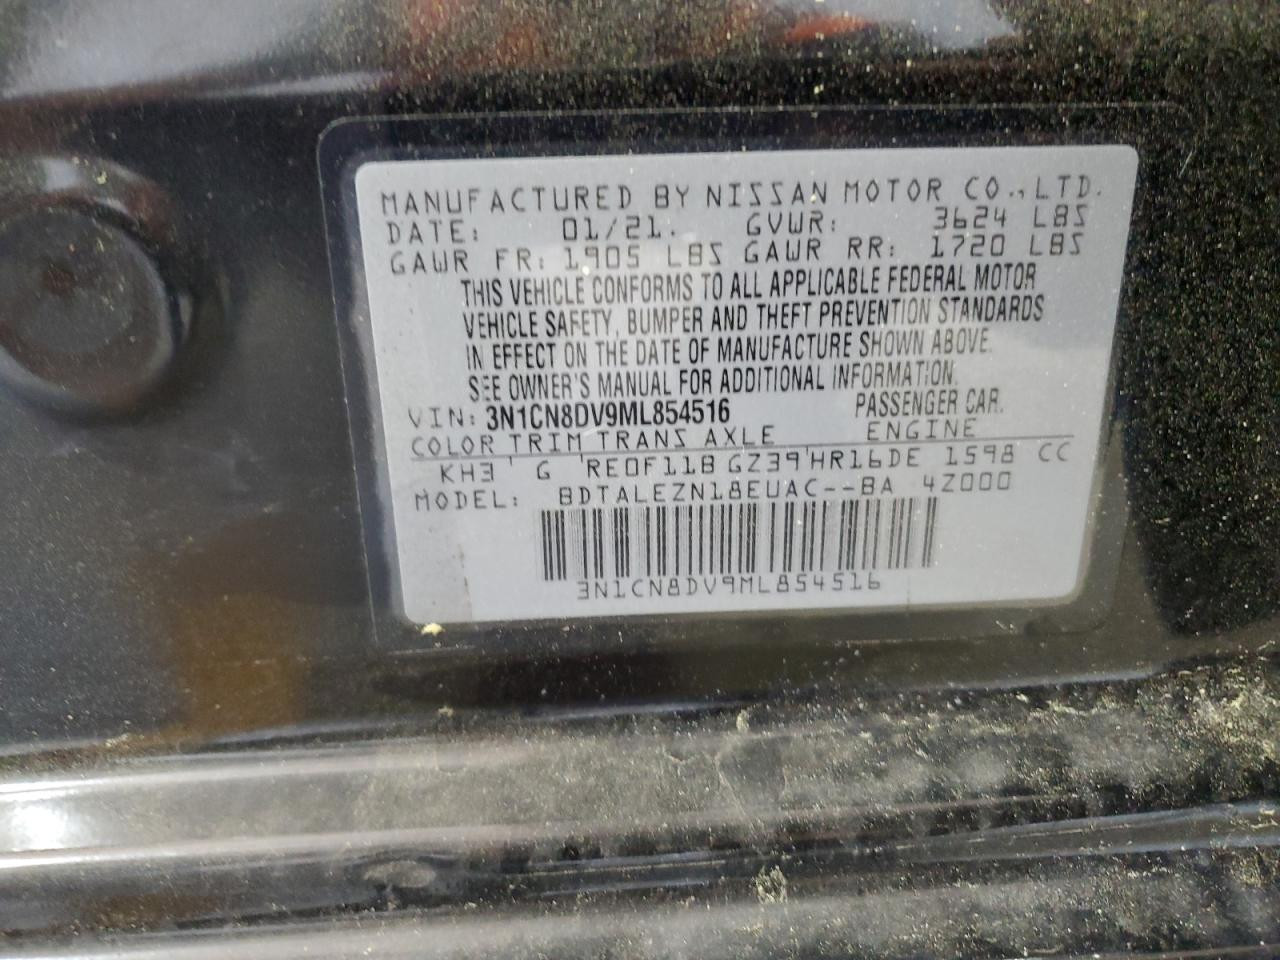 MANUFACTURED BY NISSAN MOTOR CO., LTD.
DATE: 01/21. GVWR: 3624 LBS
GAWR FR: 1905 LBS GAWR RR: 1720 LBS
THIS VEHICLE CONFORMS TO ALL APPLICABLE FEDERAL MOTOR
VEHICLE SAFETY, BUMPER AND THEFT PREVENTION STANDARDS
IN EFFECT ON THE DATE OF MANUFACTURE SHOWN ABOVE.
SEE OWNER'S MANUAL FOR ADDITIONAL INFORMATION.
VIN: 3N1CN8DV9ML854516 PASSENGER CAR.
COLOR TRIM TRANS AXLE ENGINE
KH3 G RE0F11B GZ39 HR16DE 1598 CC
MODEL: BDTALEZN18EUAC--BA 4Z000
3N1CN8DV9ML854516